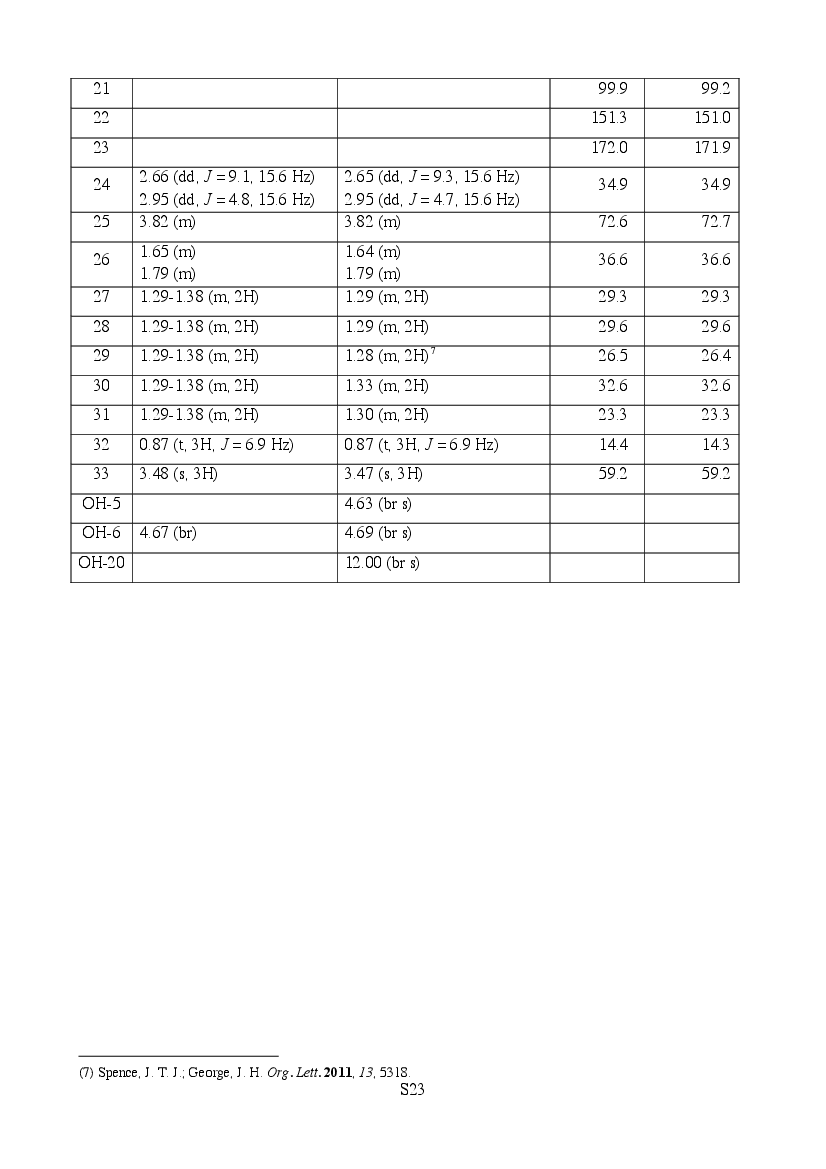 21 99.9 99.2
22 151.3 151.0
23 172.0 171.9
24 2.66 (dd, J = 9.1, 15.6 Hz) 2.65 (dd, J = 9.3, 15.6 Hz) 34.9 34.9
2.95 (dd, J = 4.8, 15.6 Hz) 2.95 (dd, J = 4.7, 15.6 Hz)
25 3.82 (m) 3.82 (m) 72.6 72.7
26 1.65 (m) 1.64 (m) 36.6 36.6
1.79 (m) 1.79 (m)
27 1.29-1.38 (m, 2H) 1.29 (m, 2H) 29.3 29.3
28 1.29-1.38 (m, 2H) 1.29 (m, 2H) 29.6 29.6
29 1.29-1.38 (m, 2H) 1.28 (m, 2H)7 26.5 26.4
30 1.29-1.38 (m, 2H) 1.33 (m, 2H) 32.6 32.6
31 1.29-1.38 (m, 2H) 1.30 (m, 2H) 23.3 23.3
32 0.87 (t, 3H, J = 6.9 Hz) 0.87 (t, 3H, J = 6.9 Hz) 14.4 14.3
33 3.48 (s, 3H) 3.47 (s, 3H) 59.2 59.2
OH-5 4.63 (br s)
OH-6 4.67 (br) 4.69 (br s)
OH-20 12.00 (br s)
(7) Spence, J. T. J.; George, J. H. Org. Lett. 2011, 13, 5318.
S23